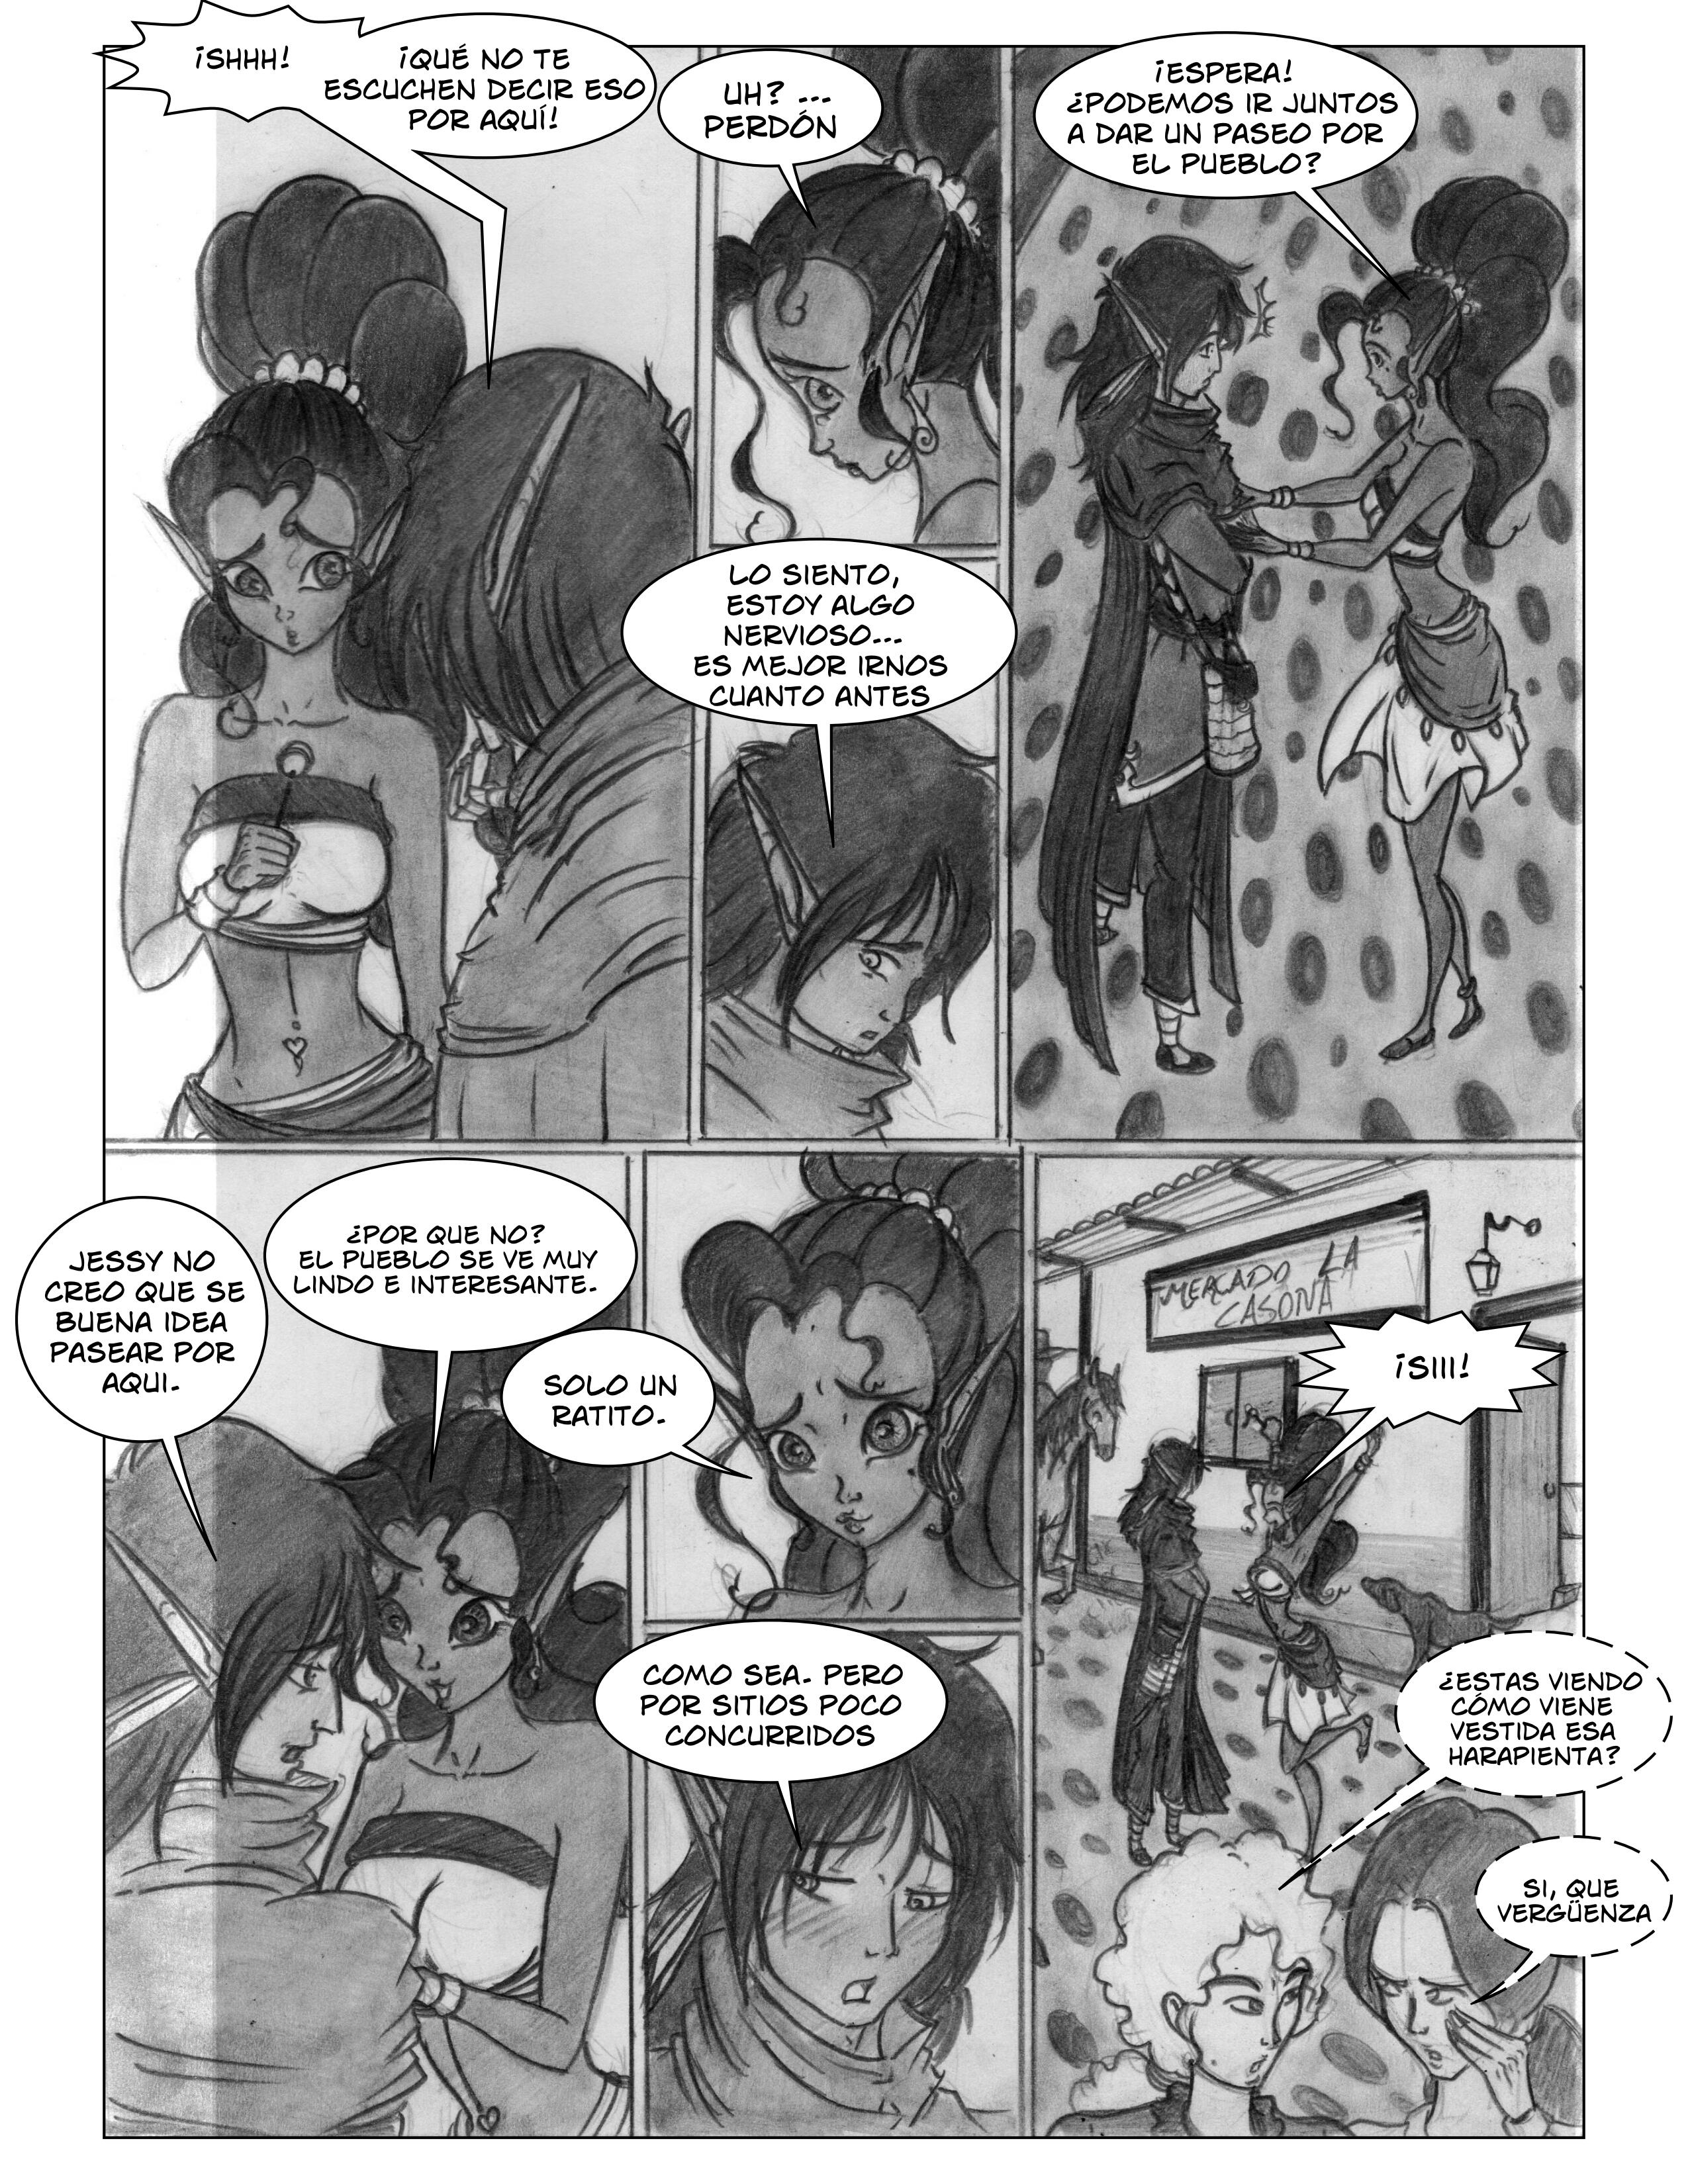 ¡SHHH!
¡QUÉ NO TE
ESCUCHEN DECIR ESO
POR AQUÍ!
UH? ...
PERDÓN
LO SIENTO,
ESTOY ALGO
NERVIOSO...
ES MEJOR IRNOS
CUANTO ANTES
¡ESPERA!
¿PODEMOS IR JUNTOS
A DAR UN PASEO POR
EL PUEBLO?
JESSY NO
CREO QUE SE
BUENA IDEA
PASEAR POR
AQUI.
¿POR QUE NO?
EL PUEBLO SE VE MUY
LINDO E INTERESANTE.
SOLO UN
RATITO.
COMO SEA. PERO
POR SITIOS POCO
CONCURRIDOS
MERCADO LA
CASONA
¡SIII!
¿ESTAS VIENDO
CÓMO VIENE
VESTIDA ESA
HARAPIENTA?
SI, QUE
VERGÜENZA